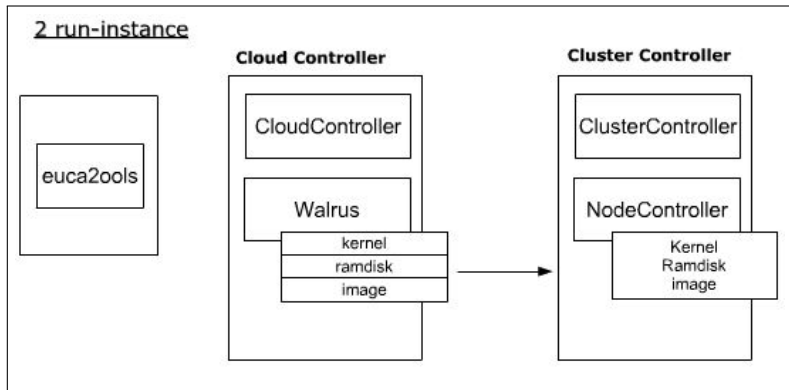 2 run-instance
Cloud Controller
Cluster Controller
CloudController
ClusterController
euca2ools
Walrus
NodeController
kernel
ramdisk
image
Kernel
Ramdisk
image